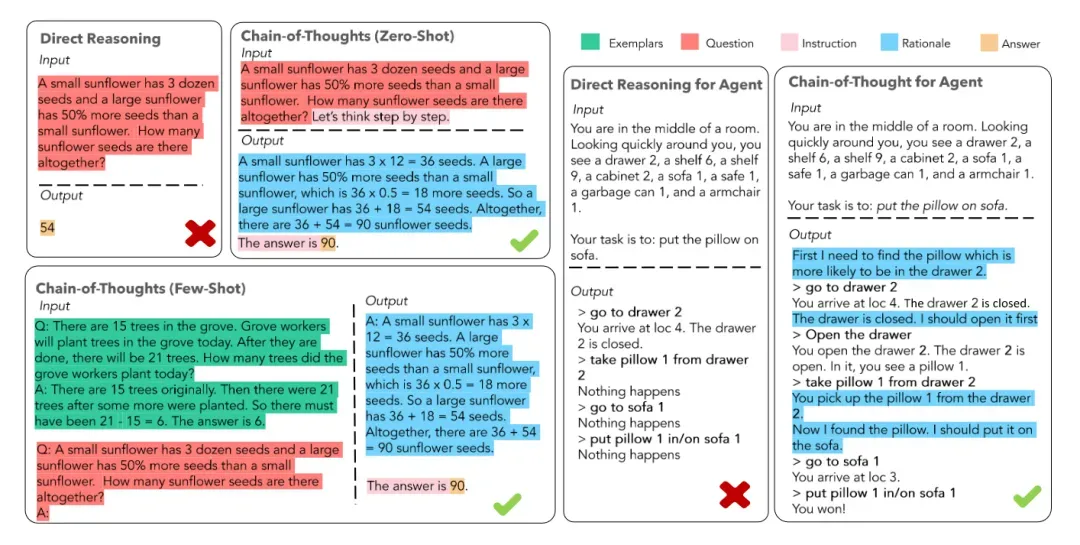 Direct Reasoning
Input
A small sunflower has 3 dozen
seeds and a large sunflower
has 50% more seeds than a
small sunflower. How many
sunflower seeds are there
altogether?
Output
54
Chain-of-Thoughts (Zero-Shot)
Input
A small sunflower has 3 dozen seeds and a large
sunflower has 50% more seeds than a small
sunflower. How many sunflower seeds are there
altogether? Let's think step by step.
Output
A small sunflower has 3 x 12 = 36 seeds. A large
sunflower has 50% more seeds than a small
sunflower, which is 36 x 0.5 = 18 more seeds. So a
large sunflower has 36 + 18 = 54 seeds. Altogether,
there are 36 + 54 = 90 sunflower seeds.
The answer is 90.
Chain-of-Thoughts (Few-Shot)
Input
Q: There are 15 trees in the grove. Grove workers
will plant trees in the grove today. After they are
done, there will be 21 trees. How many trees did the
grove workers plant today?
A: There are 15 trees originally. Then there were 21
trees after some more were planted. So there must
have been 21 - 15 = 6. The answer is 6.
Q: A small sunflower has 3 dozen seeds and a large
sunflower has 50% more seeds than a small
sunflower. How many sunflower seeds are there
altogether?
A:
Output
A: A small sunflower has 3 x
12 = 36 seeds. A large
sunflower has 50% more
seeds than a small sunflower,
which is 36 x 0.5 = 18 more
seeds. So a large sunflower
has 36 + 18 = 54 seeds.
Altogether, there are 36 + 54
= 90 sunflower seeds.
The answer is 90.
Exemplars
Question
Instruction
Rationale
Answer
Direct Reasoning for Agent
Input
You are in the middle of a room.
Looking quickly around you, you
see a drawer 2, a shelf 6, a shelf
9, a cabinet 2, a sofa 1, a safe 1,
a garbage can 1, and a armchair
1.
Your task is to: put the pillow on
sofa.
Output
> go to drawer 2
You arrive at loc 4. The drawer
2 is closed.
> take pillow 1 from drawer
2
Nothing happens
> go to sofa 1
Nothing happens
> put pillow 1 in/on sofa 1
Nothing happens
Chain-of-Thought for Agent
Input
You are in the middle of a room. Looking
quickly around you, you see a drawer 2, a
shelf 6, a shelf 9, a cabinet 2, a sofa 1, a
safe 1, a garbage can 1, and a armchair 1.
Your task is to: put the pillow on sofa.
Output
First I need to find the pillow which is
more likely to be in the drawer 2.
> go to drawer 2
You arrive at loc 4. The drawer 2 is closed.
The drawer is closed. I should open it first
> Open the drawer
You open the drawer 2. The drawer 2 is
open. In it, you see a pillow 1.
> take pillow 1 from drawer 2
You pick up the pillow 1 from the drawer
2.
Now I found the pillow. I should put it on
the sofa.
> go to sofa 1
You arrive at loc 3.
> put pillow 1 in/on sofa 1
You won!